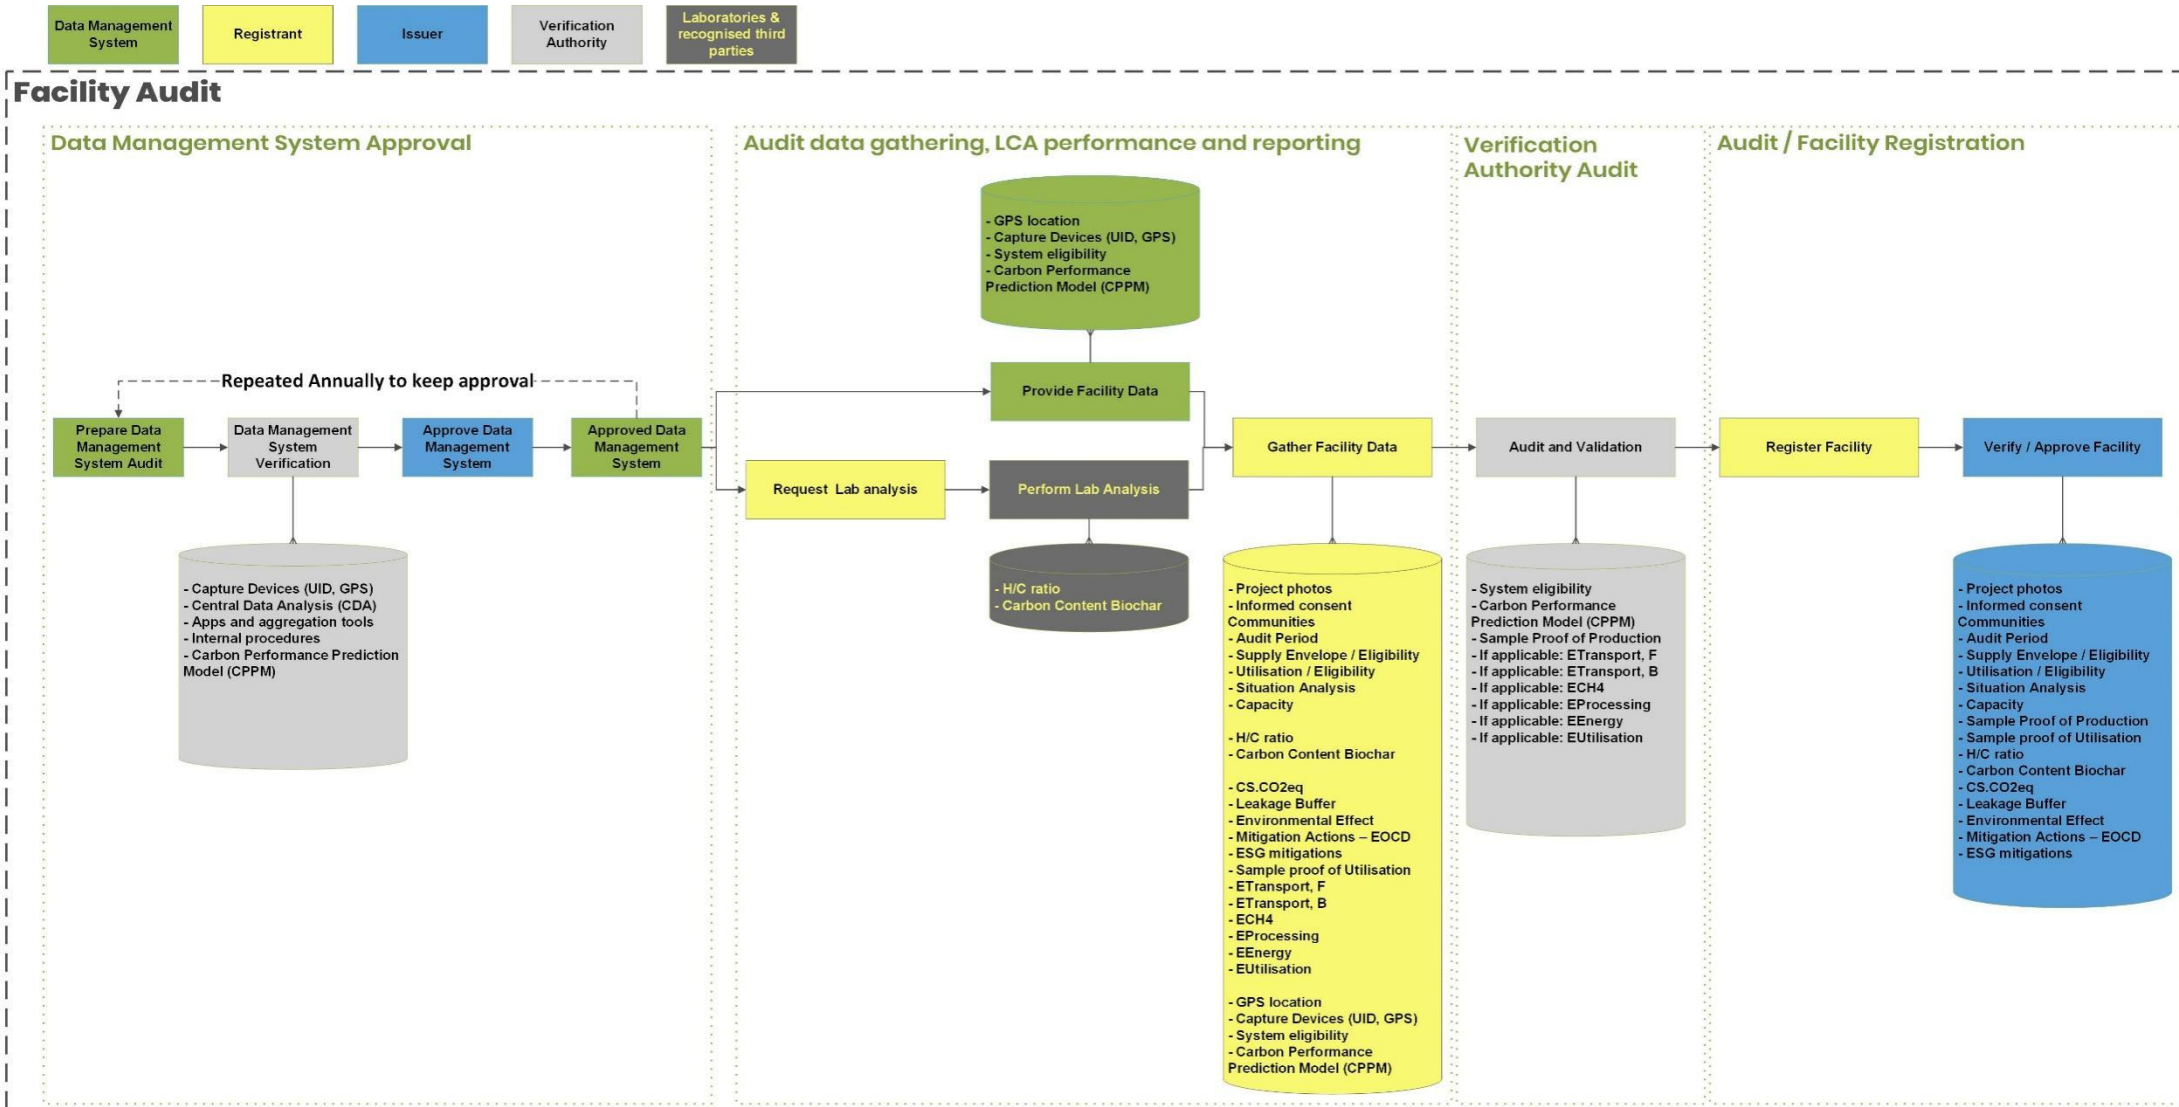 Data Management
System
Registrant
Issuer
Verification
Authority
Laboratories &
recognised third
parties
Facility Audit
Data Management System Approval
Repeated Annually to keep approval
Prepare Data
Management
System Audit
Data Management
System
Verification
Approve Data
Management
System
Approved Data
Management
System
- Capture Devices (UID, GPS)
- Central Data Analysis (CDA)
- Apps and aggregation tools
- Internal procedures
- Carbon Performance Prediction
Model (CPPM)
Audit data gathering, LCA performance and reporting
- GPS location
- Capture Devices (UID, GPS)
- System eligibility
- Carbon Performance
Prediction Model (CPPM)
Provide Facility Data
Request Lab analysis
Perform Lab Analysis
- H/C ratio
- Carbon Content Biochar
Gather Facility Data
- Project photos
- Informed consent
Communities
- Audit Period
- Supply Envelope / Eligibility
- Utilisation / Eligibility
- Situation Analysis
- Capacity
- H/C ratio
- Carbon Content Biochar
- CS.CO2eq
- Leakage Buffer
- Environmental Effect
- Mitigation Actions – EOCD
- ESG mitigations
- Sample proof of Utilisation
- ETransport, F
- ETransport, B
- ECH4
- EProcessing
- EEnergy
- EUtilisation
- GPS location
- Capture Devices (UID, GPS)
- System eligibility
- Carbon Performance
Prediction Model (CPPM)
Verification
Authority Audit
Audit and Validation
- System eligibility
- Carbon Performance
Prediction Model (CPPM)
- Sample Proof of Production
- If applicable: ETransport, F
- If applicable: ETransport, B
- If applicable: ECH4
- If applicable: EProcessing
- If applicable: EEnergy
- If applicable: EUtilisation
Audit / Facility Registration
Register Facility
Verify / Approve Facility
- Project photos
- Informed consent
Communities
- Audit Period
- Supply Envelope / Eligibility
- Utilisation / Eligibility
- Situation Analysis
- Capacity
- Sample Proof of Production
- Sample proof of Utilisation
- H/C ratio
- Carbon Content Biochar
- CS.CO2eq
- Leakage Buffer
- Environmental Effect
- Mitigation Actions – EOCD
- ESG mitigations